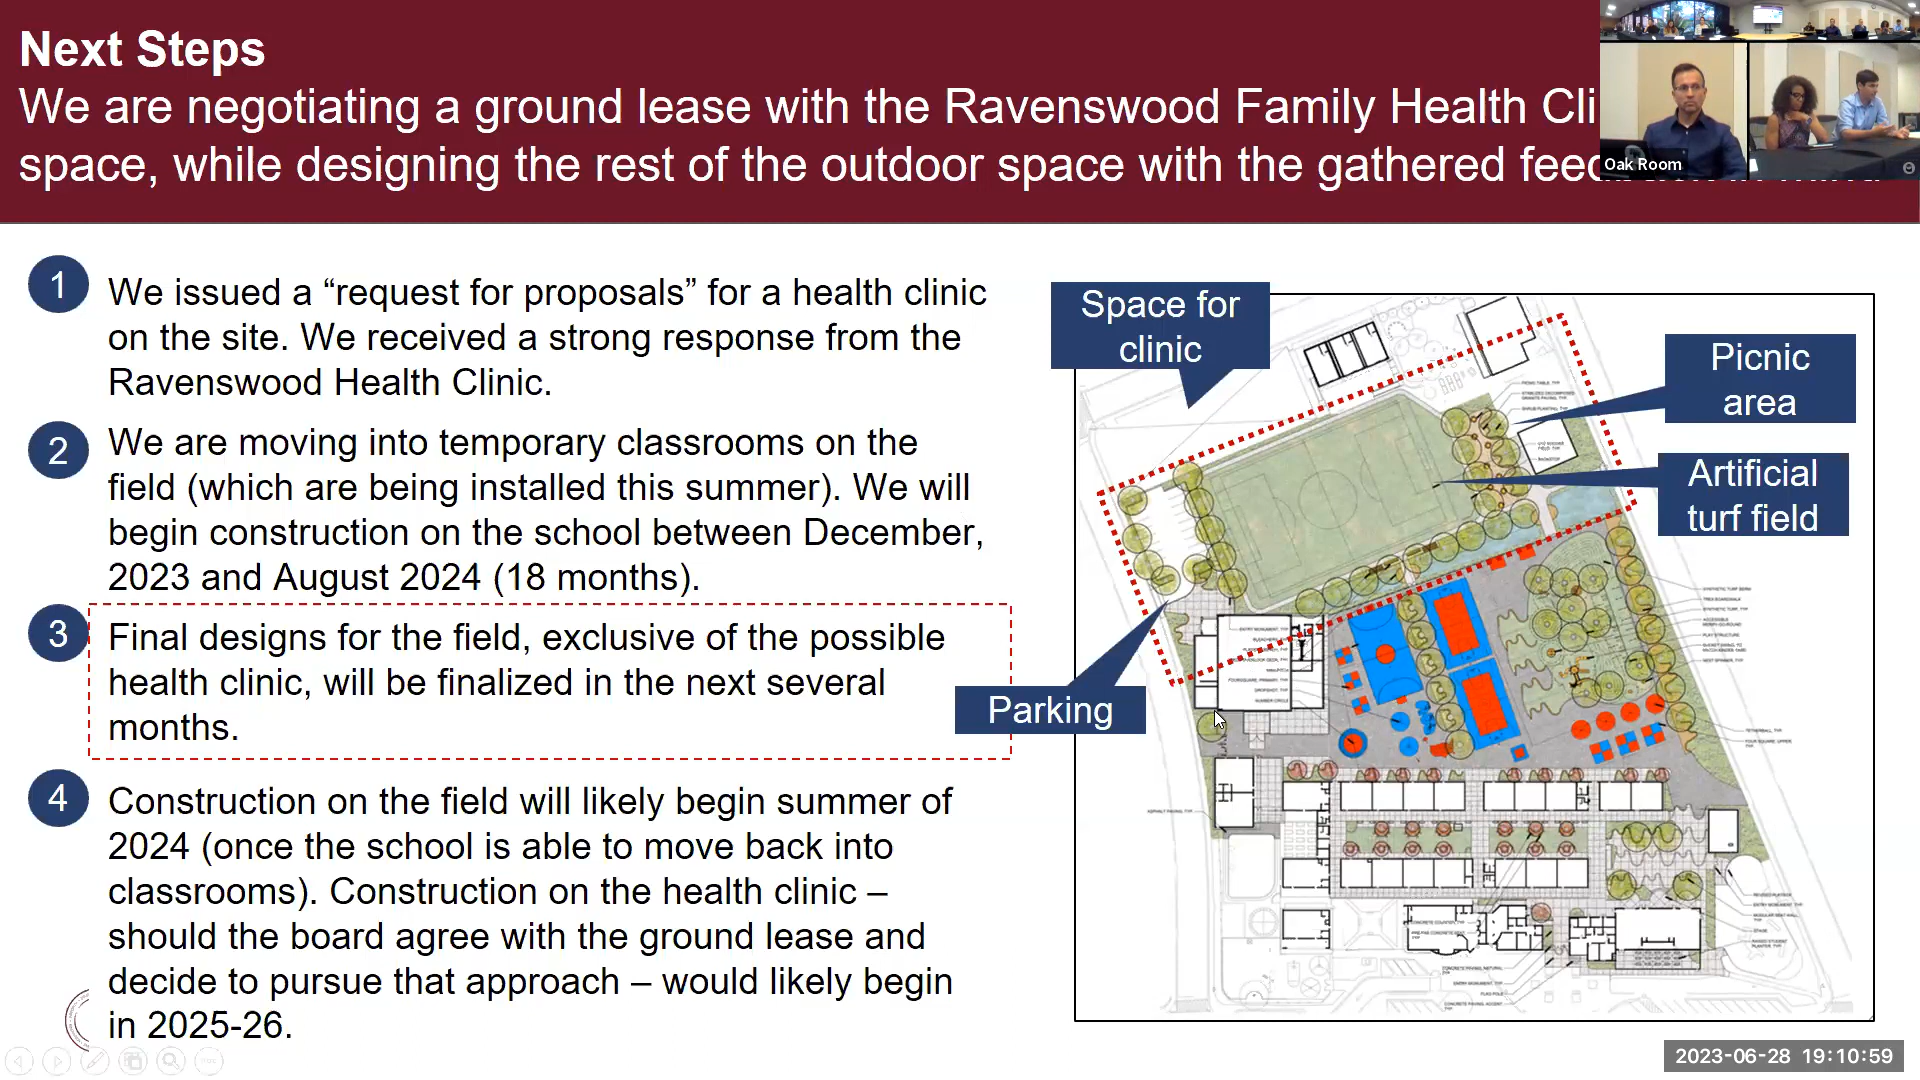 Next Steps
We are negotiating a ground lease with the Ravenswood Family Health Cli
space, while designing the rest of the outdoor space with the gathered
Oak Room
1
We issued a “request for proposals” for a health clinic
on the site. We received a strong response from the
Ravenswood Health Clinic.
2
We are moving into temporary classrooms on the
field (which are being installed this summer). We will
begin construction on the school between December,
2023 and August 2024 (18 months).
3
Final designs for the field, exclusive of the possible
health clinic, will be finalized in the next several
months.
4
Construction on the field will likely begin summer of
2024 (once the school is able to move back into
classrooms). Construction on the health clinic –
should the board agree with the ground lease and
decide to pursue that approach – would likely begin
in 2025-26.
Space for
clinic
Picnic
area
Artificial
turf field
Parking
2023-06-28 19:10:59